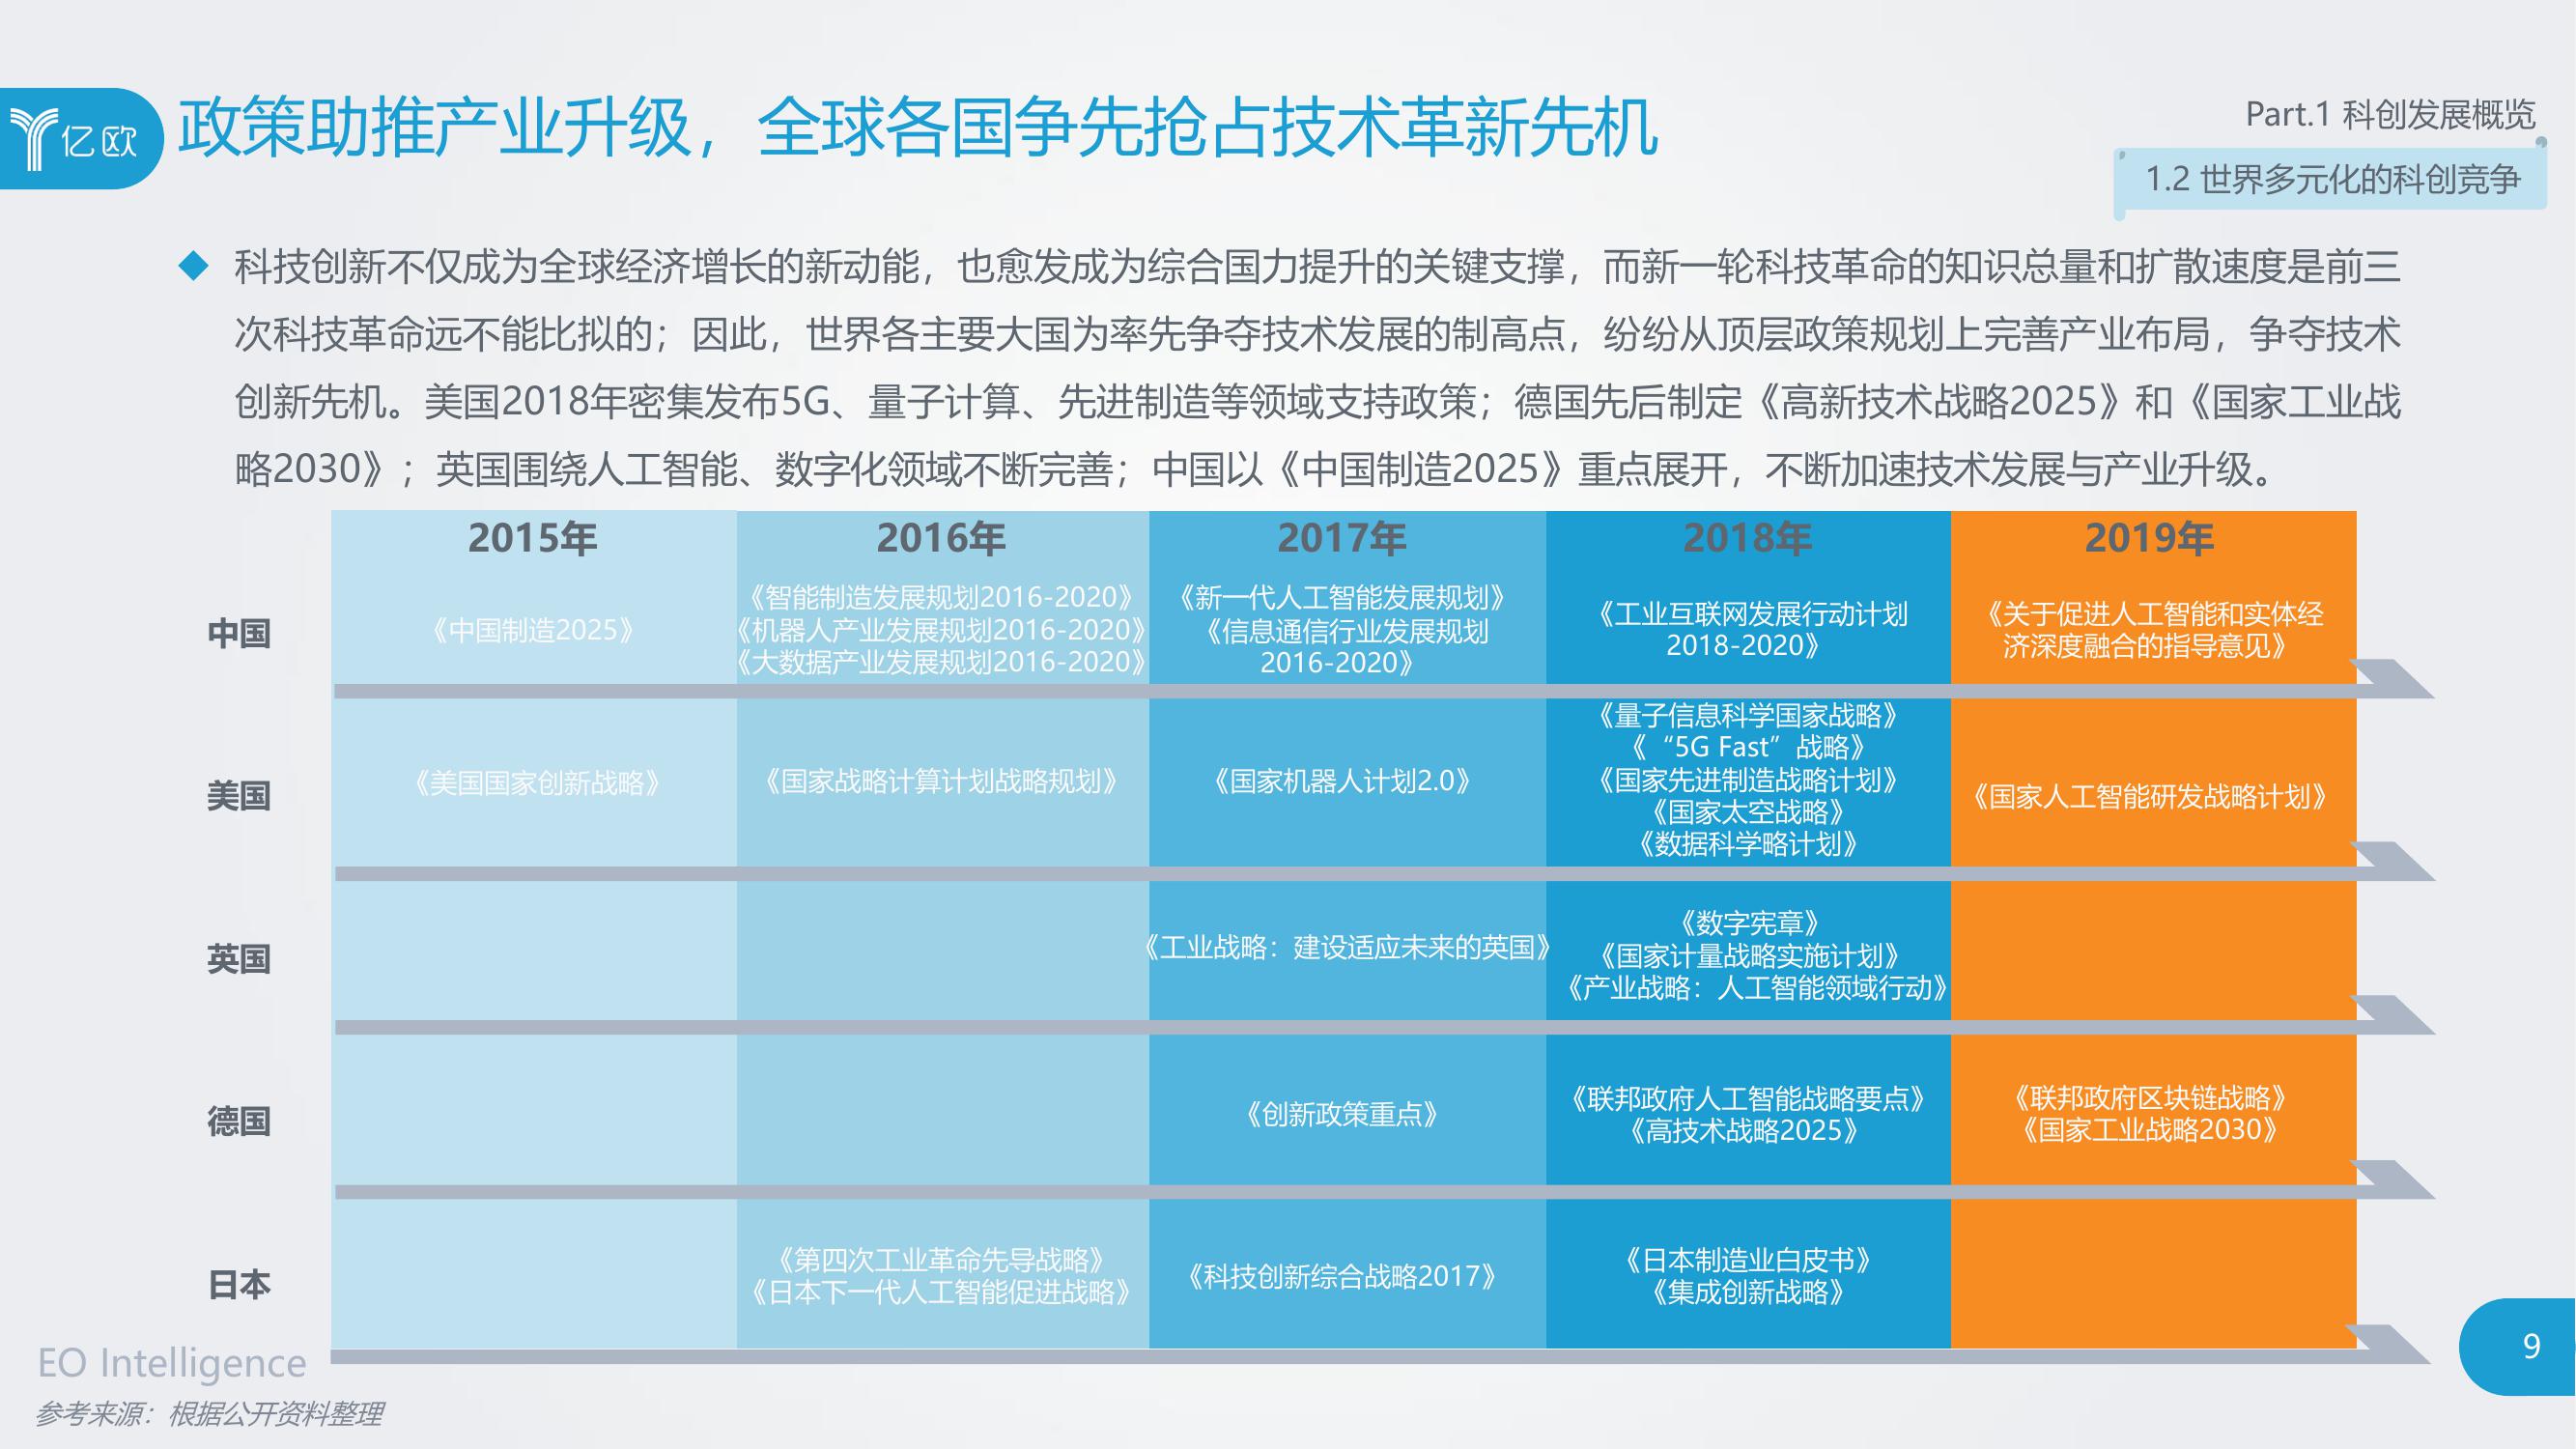 亿欧
政策助推产业升级，全球各国争先抢占技术革新先机
Part.1 科创发展概览
1.2 世界多元化的科创竞争
科技创新不仅成为全球经济增长的新动能，也愈发成为综合国力提升的关键支撑，而新一轮科技革命的知识总量和扩散速度是前三
次科技革命远不能比拟的；因此，世界各主要大国为率先争夺技术发展的制高点，纷纷从顶层政策规划上完善产业布局，争夺技术
创新先机。美国2018年密集发布5G、量子计算、先进制造等领域支持政策；德国先后制定《高新技术战略2025》和《国家工业战
略2030》；英国围绕人工智能、数字化领域不断完善；中国以《中国制造2025》重点展开，不断加速技术发展与产业升级。
2015年
2016年
2017年
2018年
2019年
中国
《中国制造2025》
《智能制造发展规划2016-2020》
《机器人产业发展规划2016-2020》
《大数据产业发展规划2016-2020》
《新一代人工智能发展规划》
《信息通信行业发展规划
2016-2020》
《工业互联网发展行动计划
2018-2020》
《关于促进人工智能和实体经
济深度融合的指导意见》
美国
《美国国家创新战略》
《国家战略计算计划战略规划》
《国家机器人计划2.0》
《量子信息科学国家战略》
《“5G Fast”战略》
《国家先进制造战略计划》
《国家太空战略》
《数据科学略计划》
《国家人工智能研发战略计划》
英国
《工业战略：建设适应未来的英国》
《数字宪章》
《国家计量战略实施计划》
《产业战略：人工智能领域行动》
德国
《创新政策重点》
《联邦政府人工智能战略要点》
《高技术战略2025》
《联邦政府区块链战略》
《国家工业战略2030》
日本
《第四次工业革命先导战略》
《日本下一代人工智能促进战略》
《科技创新综合战略2017》
《日本制造业白皮书》
《集成创新战略》
EO Intelligence
参考来源：根据公开资料整理
9